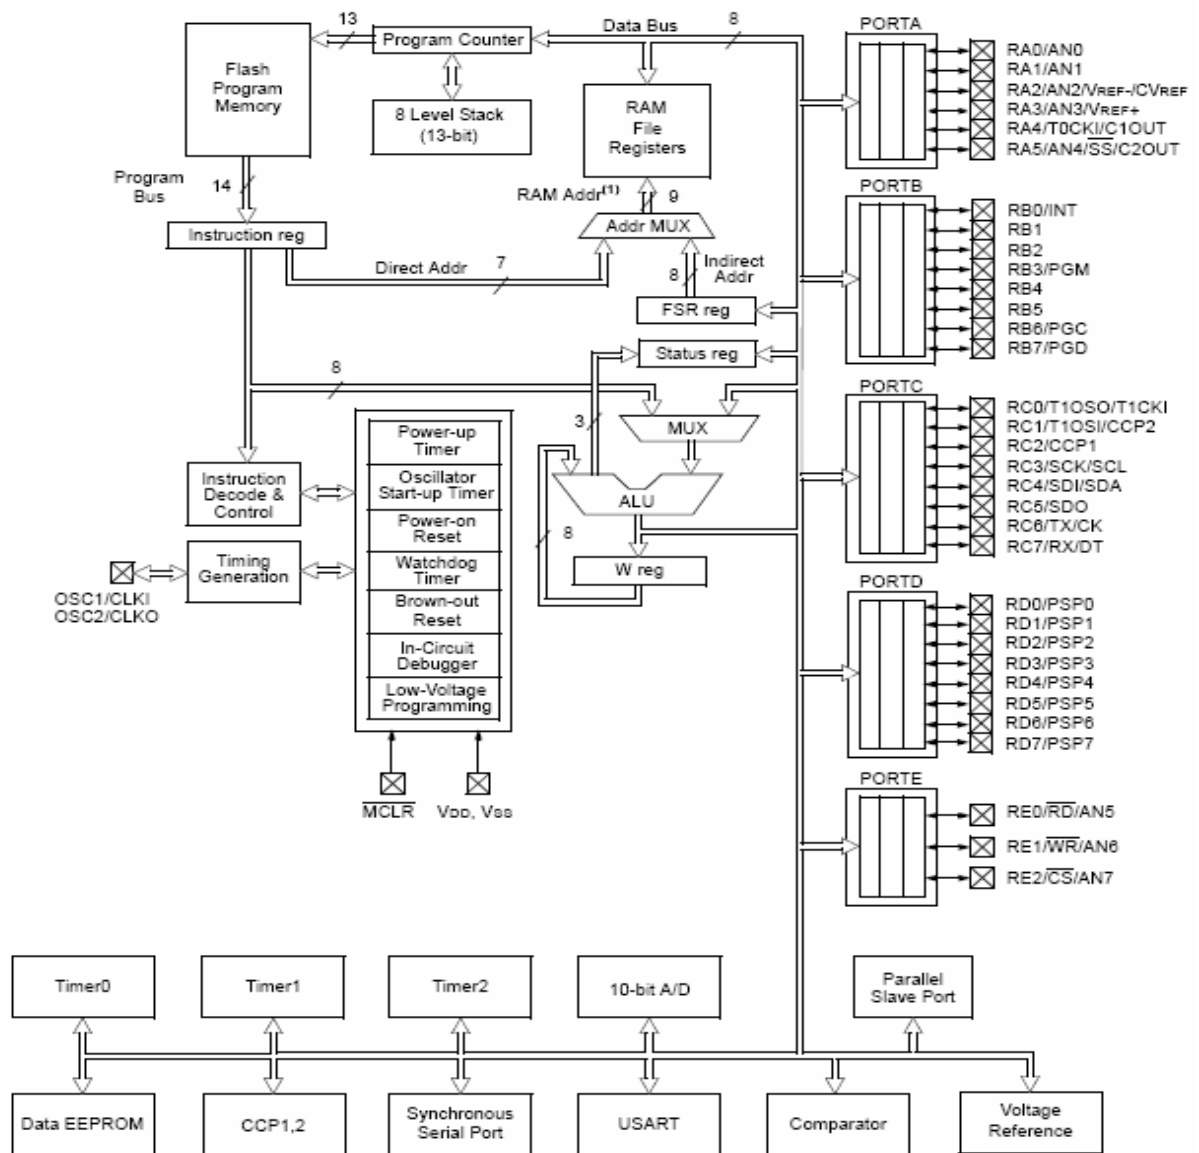 13
Data Bus
8
PORTA
Flash
Program
Memory
Program Counter
8 Level Stack
(13-bit)
RAM
File
Registers
RA0/AN0
RA1/AN1
RA2/AN2/VREF-/CVREF
RA3/AN3/VREF+
RA4/T0CKI/C1OUT
RA5/AN4/SS/C2OUT
Program
Bus
14
RAM Addr(1)
9
PORTB
Instruction reg
Addr MUX
RB0/INT
RB1
RB2
RB3/PGM
RB4
RB5
RB6/PGC
RB7/PGD
Direct Addr
7
8
Indirect
Addr
FSR reg
Status reg
8
3
MUX
PORTC
RC0/T1OSO/T1CKI
RC1/T1OSI/CCP2
RC2/CCP1
RC3/SCK/SCL
RC4/SDI/SDA
RC5/SDO
RC6/TX/CK
RC7/RX/DT
Power-up
Timer
Oscillator
Start-up Timer
Power-on
Reset
Watchdog
Timer
Brown-out
Reset
In-Circuit
Debugger
Low-Voltage
Programming
Instruction
Decode &
Control
Timing
Generation
OSC1/CLKI
OSC2/CLKO
ALU
8
W reg
PORTD
RD0/PSP0
RD1/PSP1
RD2/PSP2
RD3/PSP3
RD4/PSP4
RD5/PSP5
RD6/PSP6
RD7/PSP7
MCLR
VDD, VSS
PORTE
RE0/RD/AN5
RE1/WR/AN6
RE2/CS/AN7
Timer0
Timer1
Timer2
10-bit A/D
Parallel
Slave Port
Data EEPROM
CCP1,2
Synchronous
Serial Port
USART
Comparator
Voltage
Reference